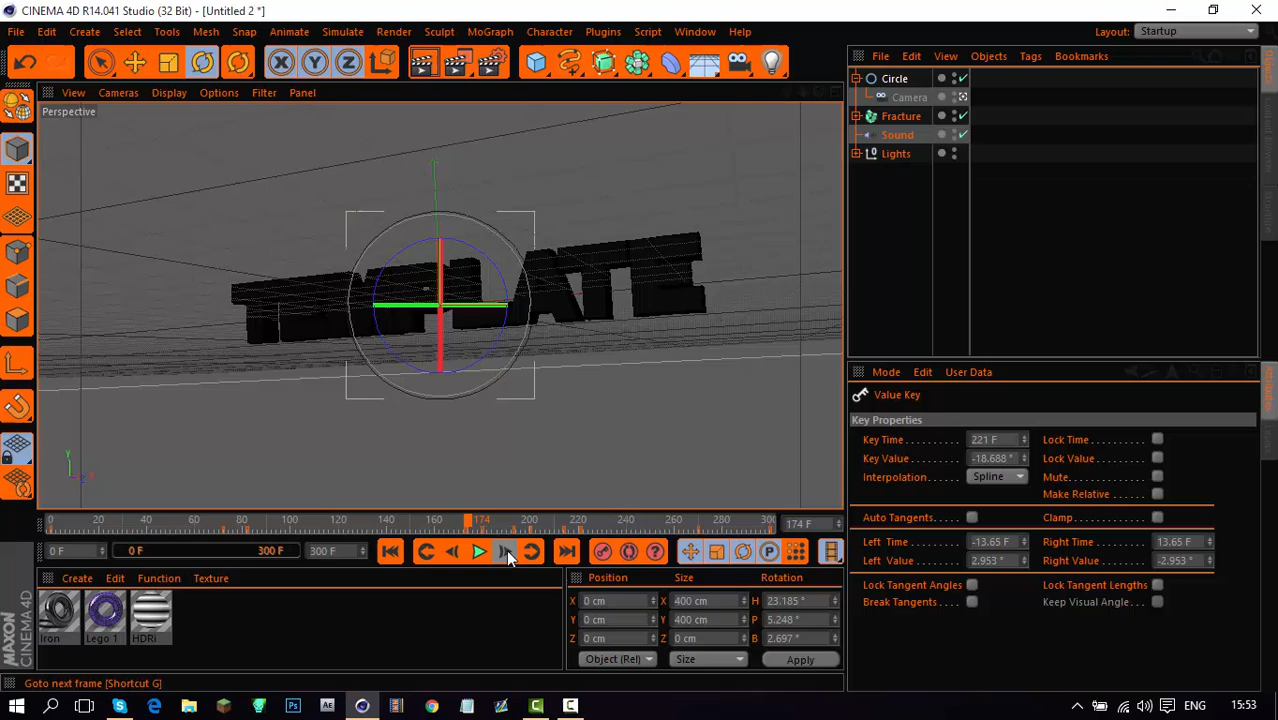 CINEMA 4D R14.041 Studio (32 Bit) - [Untitled 2 *]
File Edit Create Select Tools Mesh Snap Animate Simulate Render Sculpt MoGraph Character Plugins Script Window Help
Layout: Startup
View Cameras Display Options Filter Panel
Perspective
File Edit View Objects Tags Bookmarks
Circle
Camera
Fracture
Sound
Lights
Mode Edit User Data
Value Key
Key Properties
Key Time 221 F Lock Time
Key Value -18.688 ° Lock Value
Interpolation Spline Mute
Make Relative
Auto Tangents Clamp
Left Time -13.65 F Right Time 13.65 F
Left Value 2.953 ° Right Value -2.953 °
Lock Tangent Angles Lock Tangent Lengths
Break Tangents Keep Visual Angle
0 20 40 60 80 100 120 140 160 174 200 220 240 260 280 300 174 F
0 F 0 F 300 F 300 F
Create Edit Function Texture
Iron Lego 1 HDRi
Position Size Rotation
X 0 cm X 400 cm H 23.185 °
Y 0 cm Y 400 cm P 5.248 °
Z 0 cm Z 0 cm B 2.697 °
Object (Rel) Size Apply
MAXON CINEMA 4D
Goto next frame [Shortcut G]
ENG 15:53